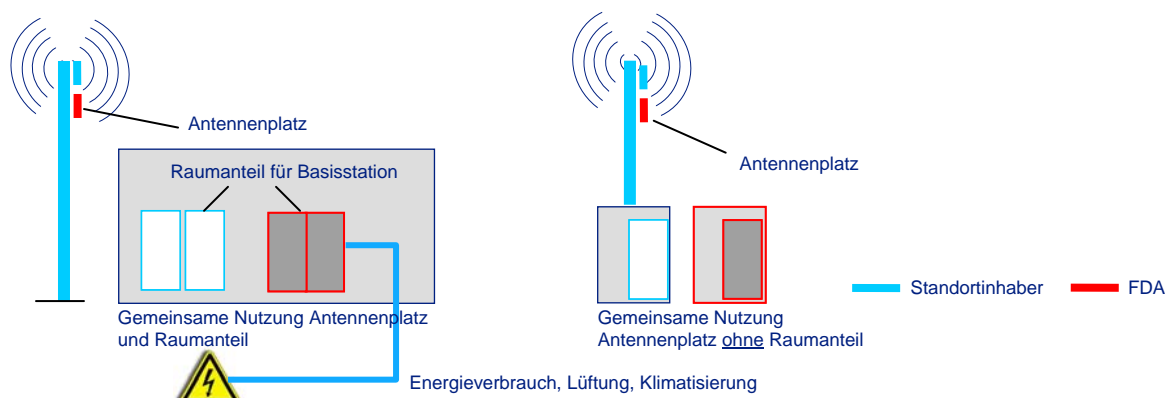 Antennenplatz
Raumanteil für Basisstation
Gemeinsame Nutzung Antennenplatz
und Raumanteil
Energieverbrauch, Lüftung, Klimatisierung
Antennenplatz
Gemeinsame Nutzung
Antennenplatz ohne Raumanteil
Standortinhaber
FDA